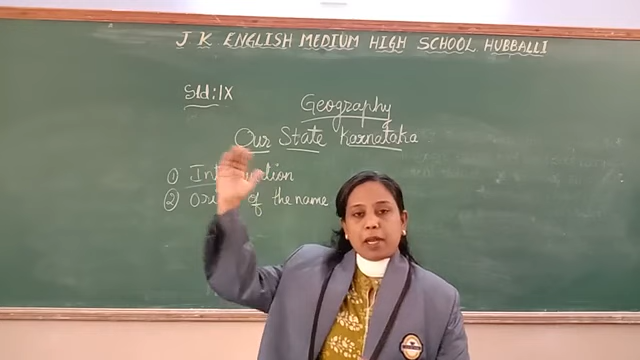 J K ENGLISH MEDIUM HIGH SCHOOL HUBBALLI
Std:IX
Geography
Our State Karnataka
① 
② of the name